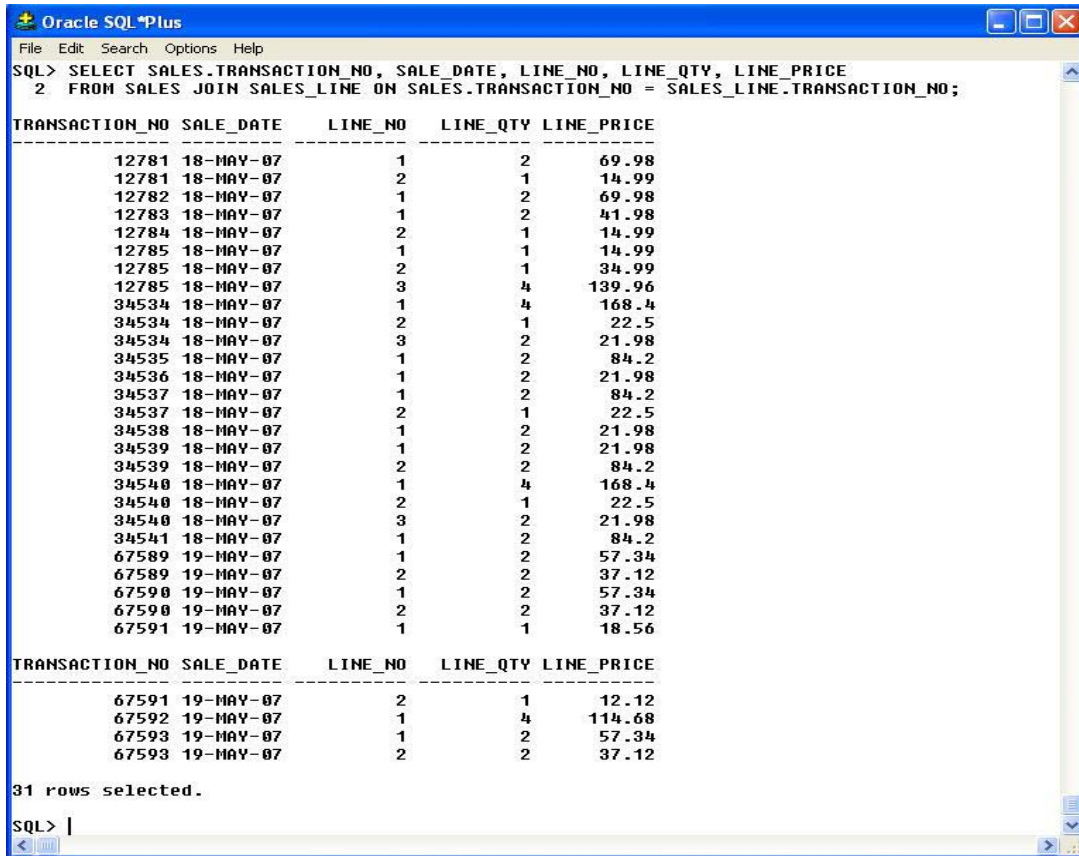 Oracle SQL*Plus
File Edit Search Options Help
SQL> SELECT SALES.TRANSACTION_NO, SALE_DATE, LINE_NO, LINE_QTY, LINE_PRICE
2 FROM SALES JOIN SALES_LINE ON SALES.TRANSACTION_NO = SALES_LINE.TRANSACTION_NO;
TRANSACTION_NO SALE_DATE LINE_NO LINE_QTY LINE_PRICE
-------------- --------- ---------- ---------- ----------
12781 18-MAY-07 1 2 69.98
12781 18-MAY-07 2 1 14.99
12782 18-MAY-07 1 2 69.98
12783 18-MAY-07 1 2 41.98
12784 18-MAY-07 2 1 14.99
12785 18-MAY-07 1 1 14.99
12785 18-MAY-07 2 1 34.99
12785 18-MAY-07 3 4 139.96
34534 18-MAY-07 1 4 168.4
34534 18-MAY-07 2 1 22.5
34534 18-MAY-07 3 2 21.98
34535 18-MAY-07 1 2 84.2
34536 18-MAY-07 1 2 21.98
34537 18-MAY-07 1 2 84.2
34537 18-MAY-07 2 1 22.5
34538 18-MAY-07 1 2 21.98
34539 18-MAY-07 1 2 21.98
34539 18-MAY-07 2 2 84.2
34540 18-MAY-07 1 4 168.4
34540 18-MAY-07 2 1 22.5
34540 18-MAY-07 3 2 21.98
34541 18-MAY-07 1 2 84.2
67589 19-MAY-07 1 2 57.34
67589 19-MAY-07 2 2 37.12
67590 19-MAY-07 1 2 57.34
67590 19-MAY-07 2 2 37.12
67591 19-MAY-07 1 1 18.56
TRANSACTION_NO SALE_DATE LINE_NO LINE_QTY LINE_PRICE
-------------- --------- ---------- ---------- ----------
67591 19-MAY-07 2 1 12.12
67592 19-MAY-07 1 4 114.68
67593 19-MAY-07 1 2 57.34
67593 19-MAY-07 2 2 37.12
31 rows selected.
SQL>